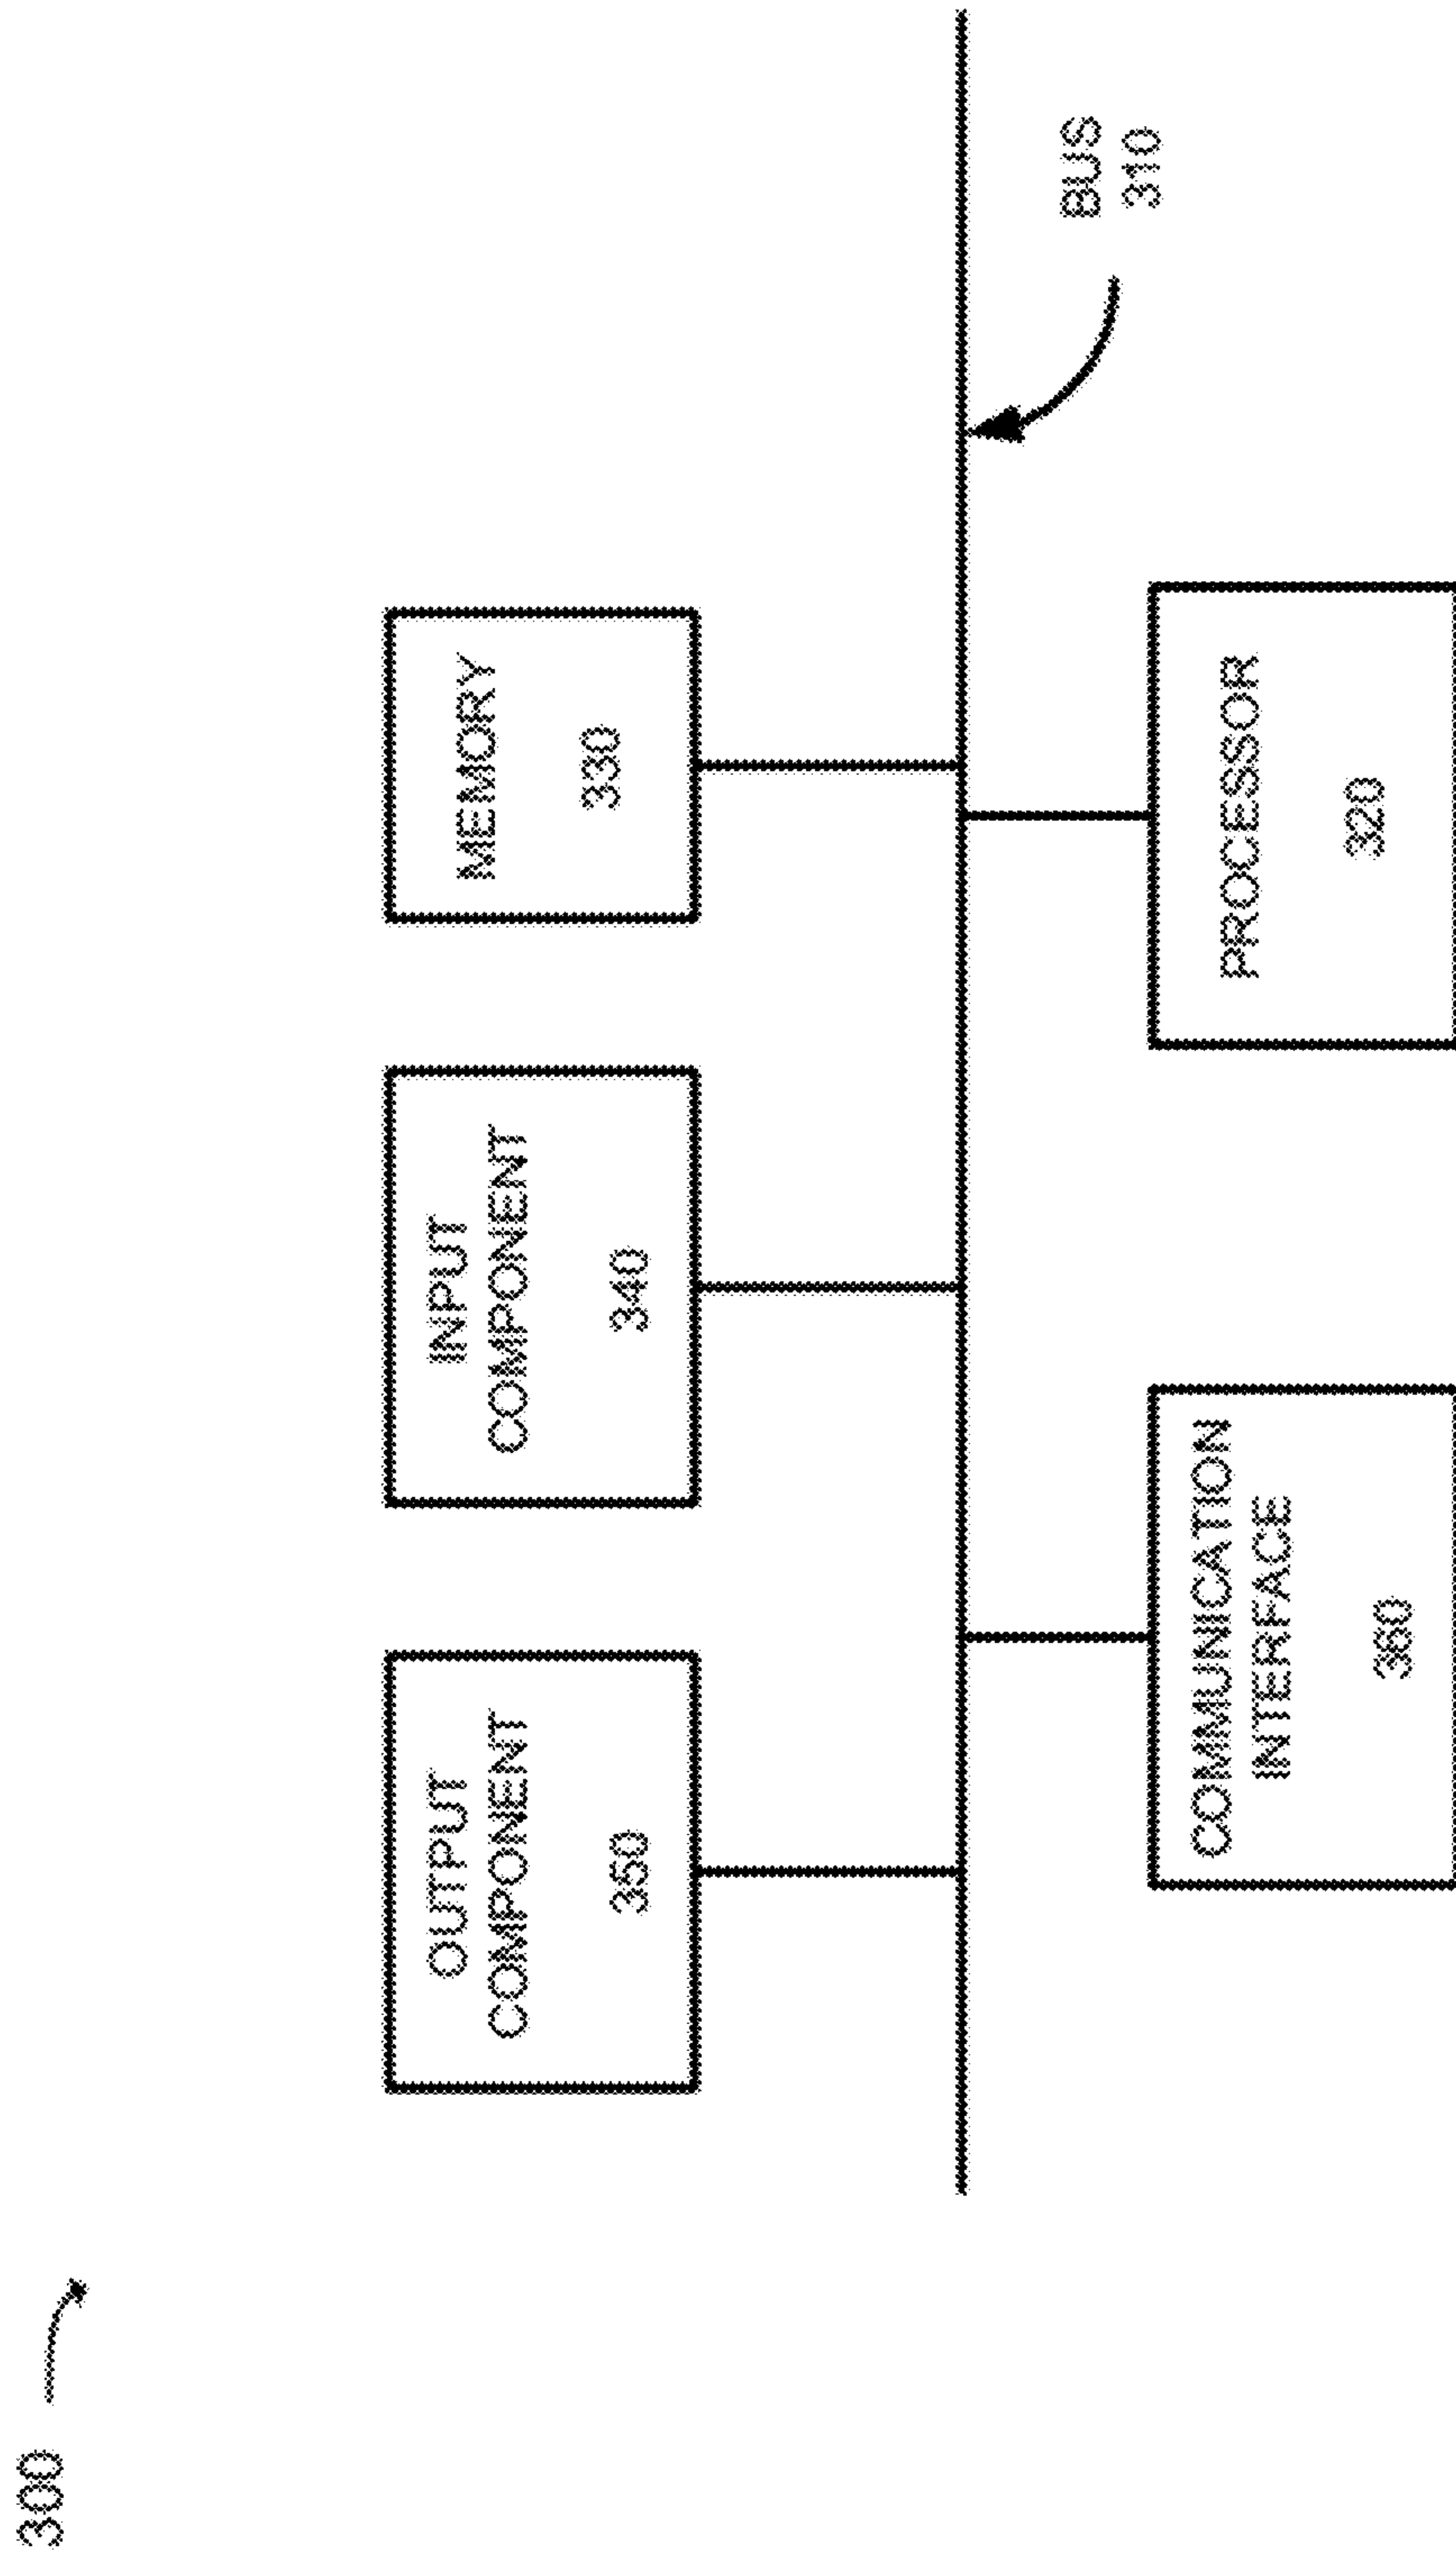 300
OUTPUT
COMPONENT
350
INPUT
COMPONENT
340
MEMORY
330
BUS
310
COMMUNICATION
INTERFACE
360
PROCESSOR
320